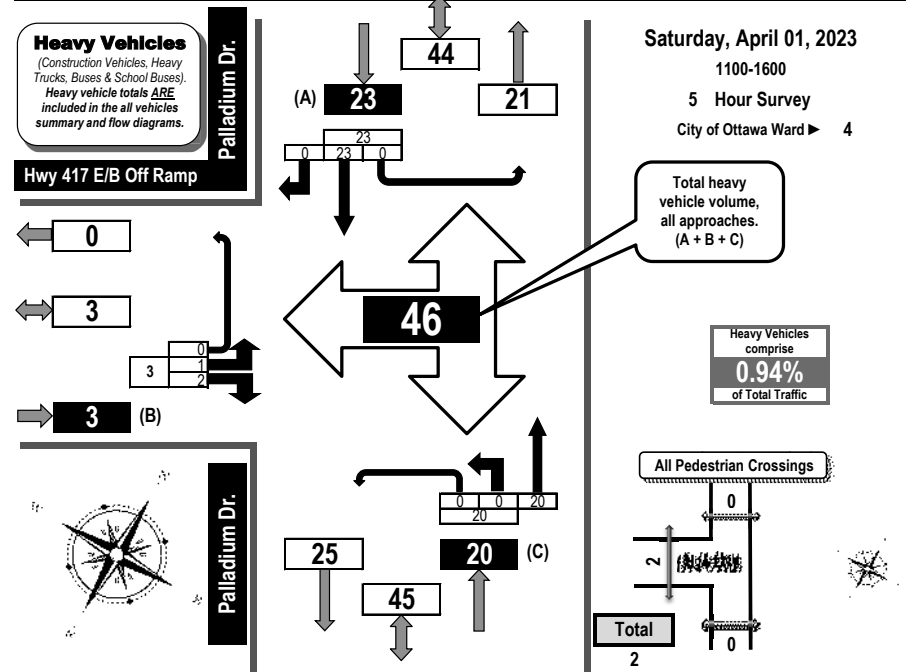 Heavy Vehicles
(Construction Vehicles, Heavy
Trucks, Buses & School Buses).
Heavy vehicle totals ARE
included in the all vehicles
summary and flow diagrams.
Palladium Dr.
Hwy 417 E/B Off Ramp
44
(A) 23
21
23
0 23 0
Saturday, April 01, 2023
1100-1600
5 Hour Survey
City of Ottawa Ward ► 4
Total heavy
vehicle volume,
all approaches.
(A + B + C)
0
3
46
0
3 1
2
3 (B)
Heavy Vehicles
comprise
0.94%
of Total Traffic
Palladium Dr.
0 0 20
20
25
20 (C)
45
All Pedestrian Crossings
0
2
0
Total
2